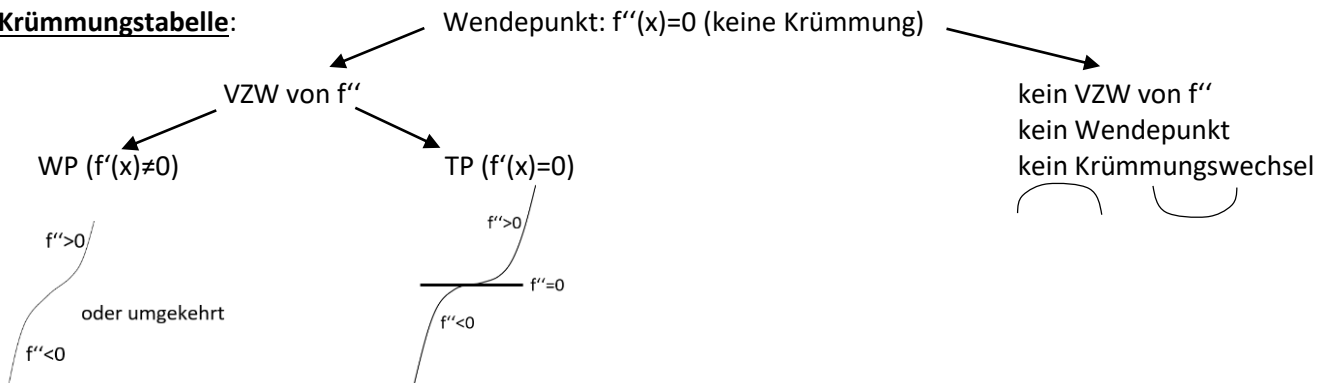 Krümmungstabelle: Wendepunkt: f‘‘(x)=0 (keine Krümmung)
VZW von f‘‘ kein VZW von f‘‘
kein Wendepunkt
WP (f‘(x)≠0) TP (f‘(x)=0) kein Krümmungswechsel
f‘‘>0
f‘‘>0
f‘‘=0
oder umgekehrt
f‘‘<0
f‘‘<0